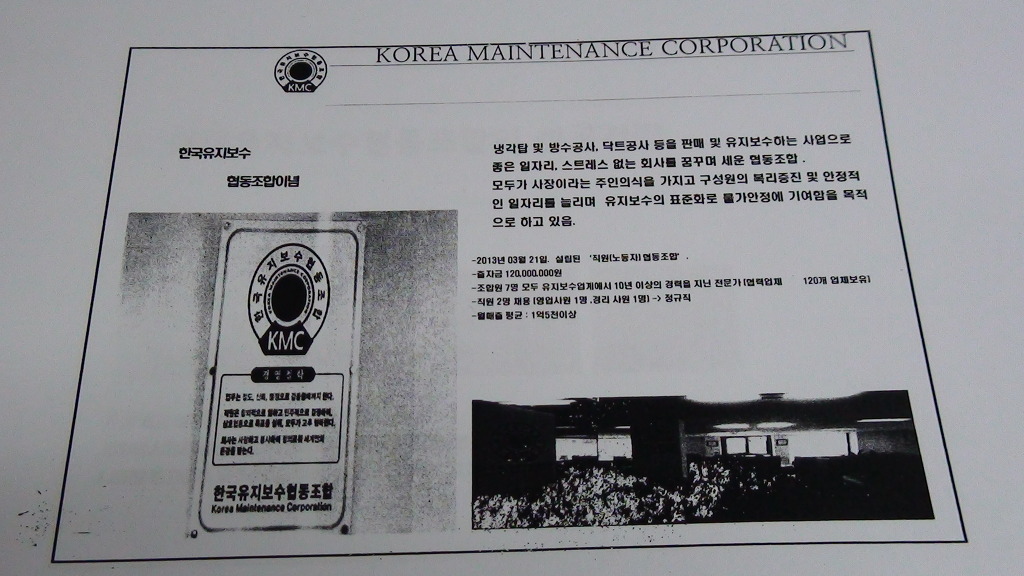 KOREA MAINTENANCE CORPORATION
KMC
한국유지보수
협동조합이념
냉각탑 및 방수공사, 닥트공사 등을 판매 및 유지보수하는 사업으로
좋은 일자리, 스트레스 없는 회사를 꿈꾸며 세운 협동조합 .
모두가 사장이라는 주인의식을 가지고 구성원의 복리증진 및 안정적
인 일자리를 늘리며 유지보수의 표준화로 물가안정에 기여함을 목적
으로 하고 있음.
-2013년 03월 21일. 설립된 '직원(노동자)협동조합' .
-출자금 120,000,000원
-조합원 7명 모두 유지보수업계에서 10년 이상의 경력을 지닌 전문가 (협력업체 120개 업체보유)
-직원 2명 채용 (영업사원 1명 ,경리 사원 1명) -> 정규직
-월매출 평균 : 1억5천이상
한국유지보수협동조합
KOREA MAINTENANCE CORPORATION
KMC
한국유지보수협동조합
Korea Maintenance Corporation